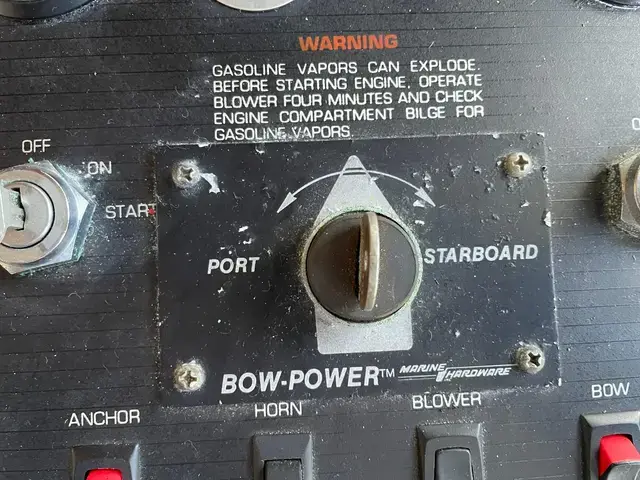 WARNING
GASOLINE VAPORS CAN EXPLODE.
BEFORE STARTING ENGINE, OPERATE
BLOWER FOUR MINUTES AND CHECK
ENGINE COMPARTMENT BILGE FOR
GASOLINE VAPORS.
OFF
ON
START
PORT
STARBOARD
BOW-POWER™ MARINE HARDWARE
ANCHOR
HORN
BLOWER
BOW